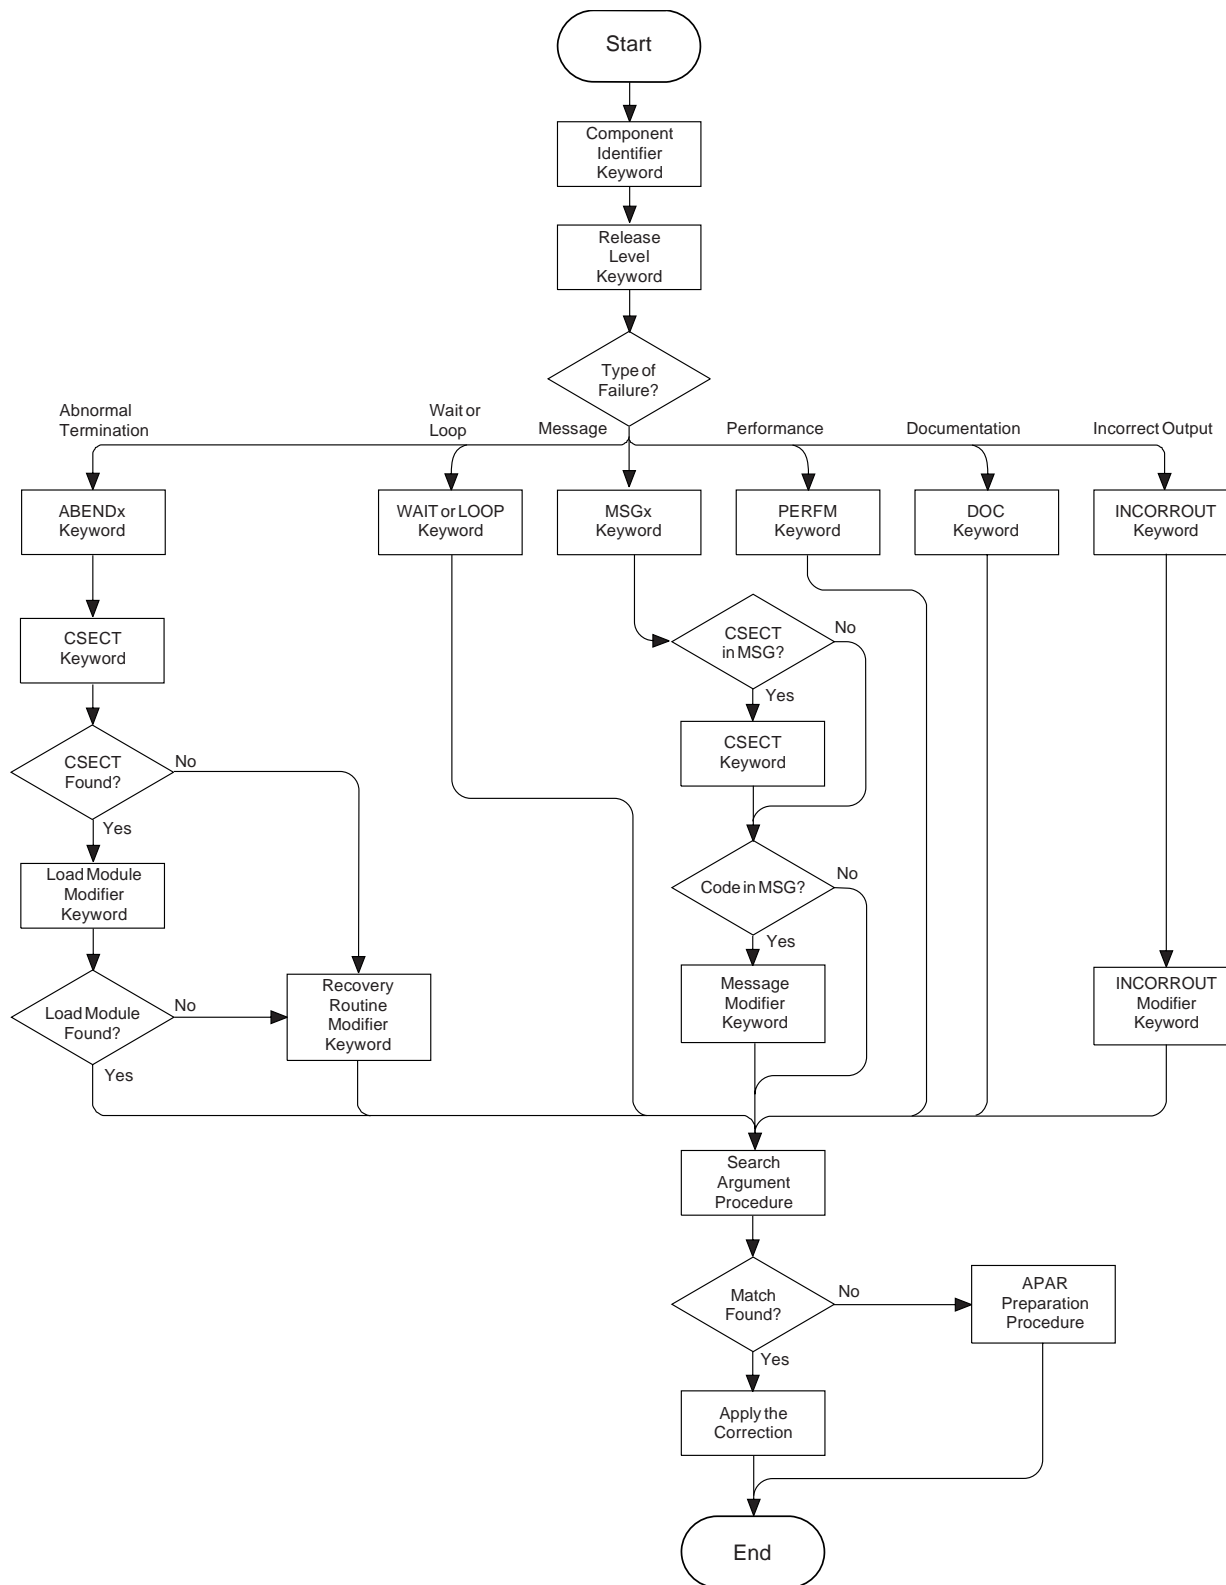 Start
Component
Identifier
Keyword
Release
Level
Keyword
Type of
Failure?
Abnormal
Termination
Wait or
Loop
Message
Performance
Documentation
Incorrect Output
ABENDx
Keyword
WAIT or LOOP
Keyword
MSGx
Keyword
PERFM
Keyword
DOC
Keyword
INCORROUT
Keyword
CSECT
Keyword
CSECT
in MSG?
No
Yes
CSECT
Keyword
CSECT
Found?
No
Yes
Load Module
Modifier
Keyword
Code in MSG?
No
Yes
Load Module
Found?
No
Yes
Recovery
Routine
Modifier
Keyword
Message
Modifier
Keyword
INCORROUT
Modifier
Keyword
Search
Argument
Procedure
Match
Found?
No
Yes
APAR
Preparation
Procedure
Apply the
Correction
End